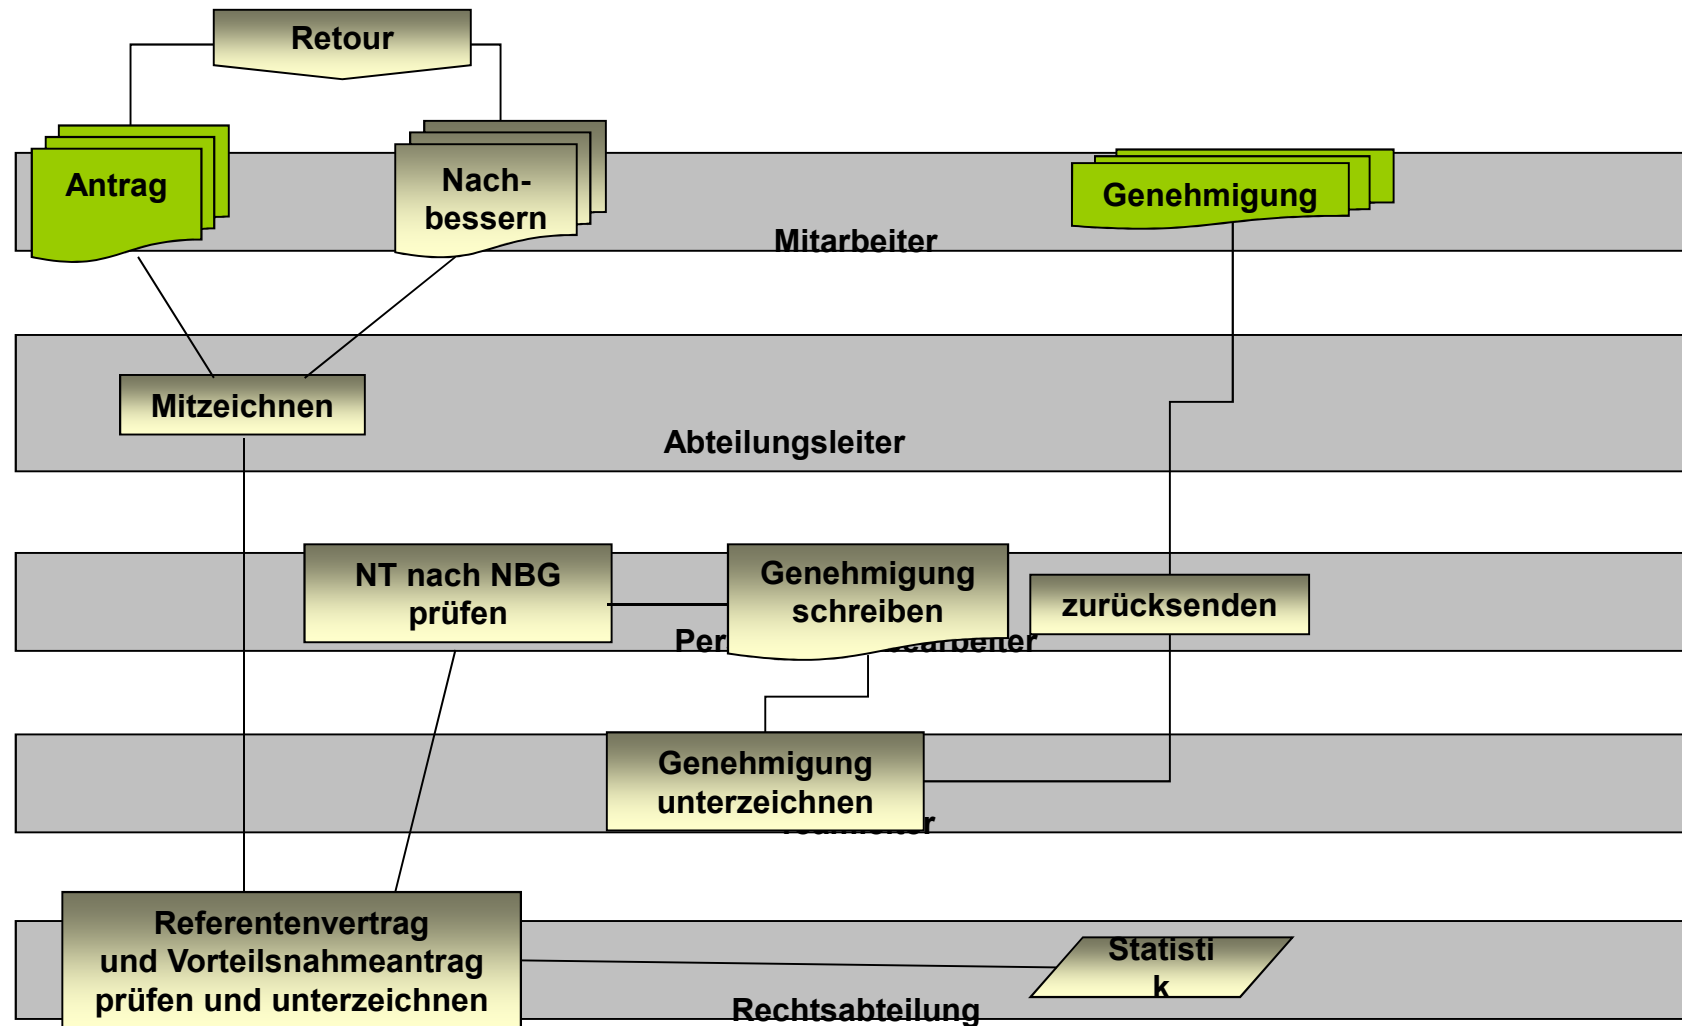 Retour
Antrag
Nach-
bessern
Genehmigung
Mitarbeiter
Mitzeichnen
Abteilungsleiter
NT nach NBG
prüfen
Genehmigung
schreiben
zurücksenden
Genehmigung
unterzeichnen
Referentenvertrag
und Vorteilsnahmeantrag
prüfen und unterzeichnen
Statisti
k
Rechtsabteilung